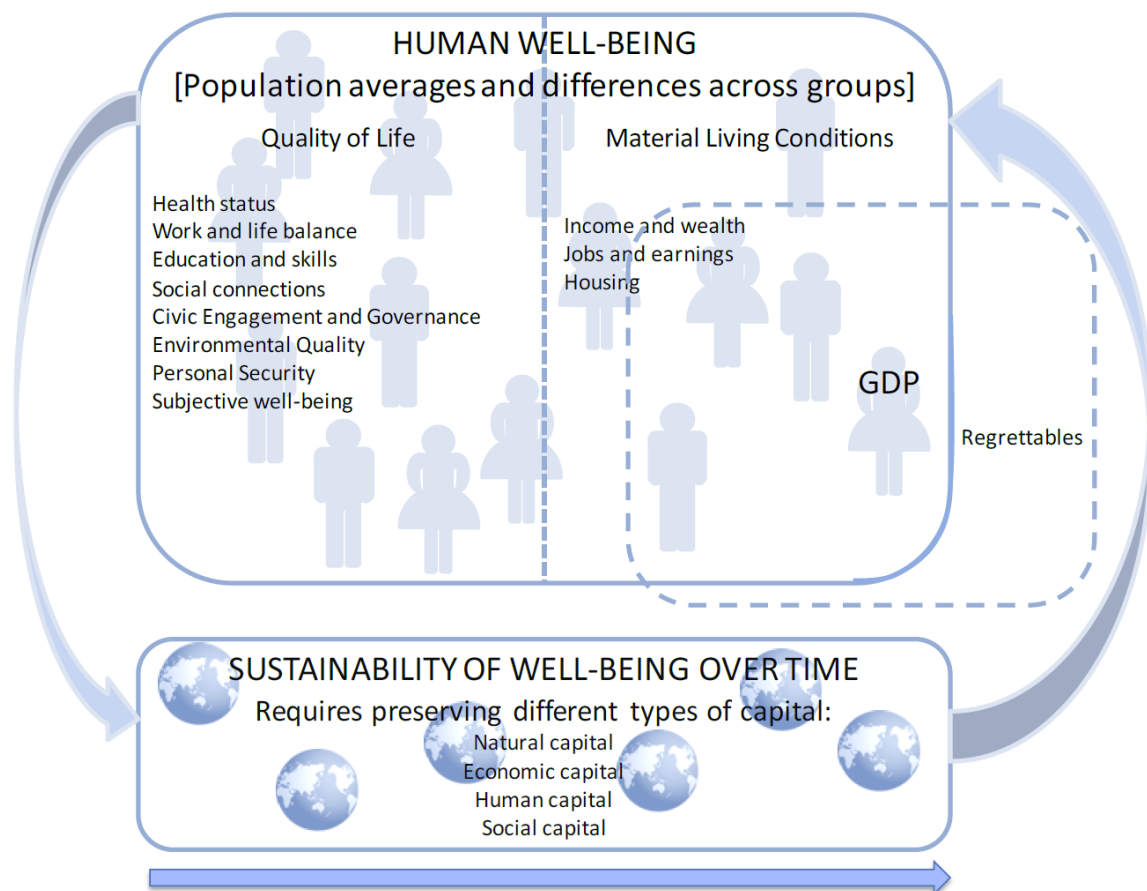 HUMAN WELL-BEING
[Population averages and differences across groups]
Quality of Life
Health status
Work and life balance
Education and skills
Social connections
Civic Engagement and Governance
Environmental Quality
Personal Security
Subjective well-being
Material Living Conditions
Income and wealth
Jobs and earnings
Housing
GDP
Regrettables
SUSTAINABILITY OF WELL-BEING OVER TIME
Requires preserving different types of capital:
Natural capital
Economic capital
Human capital
Social capital